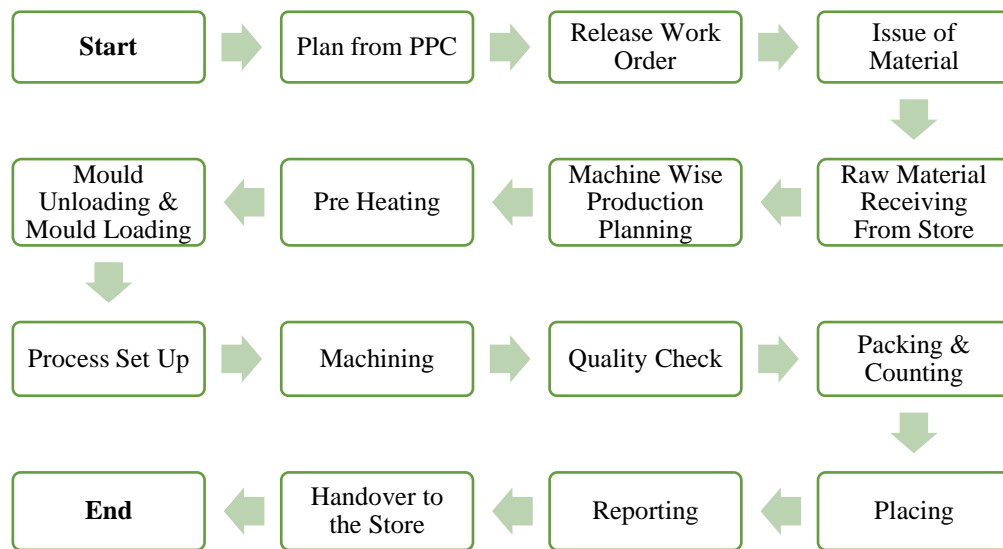 Start
Plan from PPC
Release Work
Order
Issue of
Material
Raw Material
Receiving
From Store
Machine Wise
Production
Planning
Pre Heating
Mould
Unloading &
Mould Loading
Process Set Up
Machining
Quality Check
Packing &
Counting
Placing
Reporting
Handover to
the Store
End